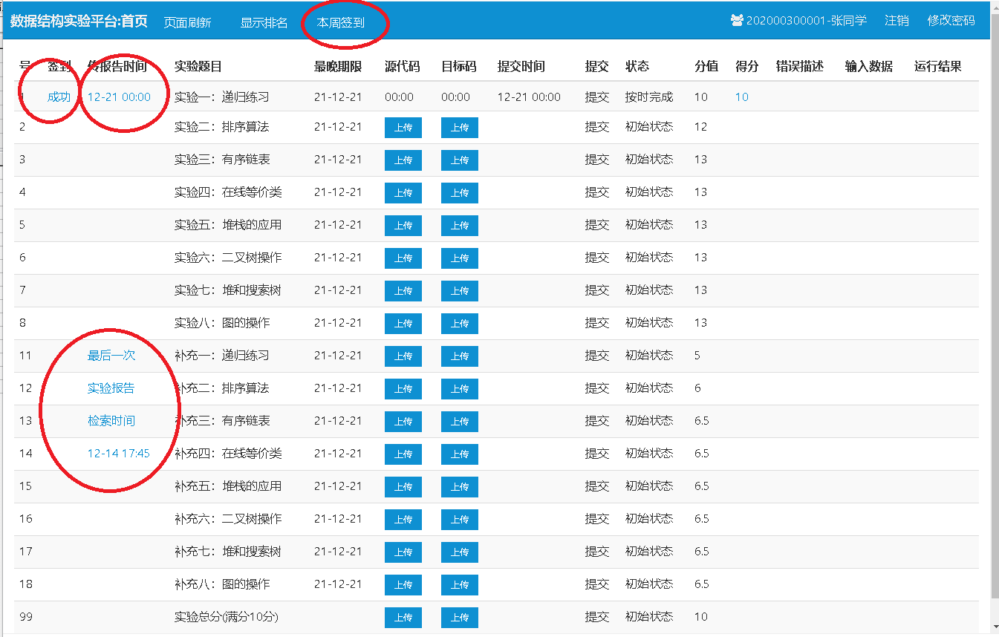 数据结构实验平台:首页 页面刷新 显示排名 本周签到 202000300001-张同学 注销 修改密码
号 签到 传报告时间 实验题目 最晚期限 源代码 目标码 提交时间 提交 状态 分值 得分 错误描述 输入数据 运行结果
1 成功 12-21 00:00 实验一：递归练习 21-12-21 00:00 00:00 12-21 00:00 提交 按时完成 10 10
2 实验二：排序算法 21-12-21 上传 上传 提交 初始状态 12
3 实验三：有序链表 21-12-21 上传 上传 提交 初始状态 13
4 实验四：在线等价类 21-12-21 上传 上传 提交 初始状态 13
5 实验五：堆栈的应用 21-12-21 上传 上传 提交 初始状态 13
6 实验六：二叉树操作 21-12-21 上传 上传 提交 初始状态 13
7 实验七：堆和搜索树 21-12-21 上传 上传 提交 初始状态 13
8 实验八：图的操作 21-12-21 上传 上传 提交 初始状态 13
11 最后一次 补充一：递归练习 21-12-21 上传 上传 提交 初始状态 5
12 实验报告 补充二：排序算法 21-12-21 上传 上传 提交 初始状态 6
13 检索时间 补充三：有序链表 21-12-21 上传 上传 提交 初始状态 6.5
14 12-14 17:45 补充四：在线等价类 21-12-21 上传 上传 提交 初始状态 6.5
15 补充五：堆栈的应用 21-12-21 上传 上传 提交 初始状态 6.5
16 补充六：二叉树操作 21-12-21 上传 上传 提交 初始状态 6.5
17 补充七：堆和搜索树 21-12-21 上传 上传 提交 初始状态 6.5
18 补充八：图的操作 21-12-21 上传 上传 提交 初始状态 6.5
99 实验总分(满分10分) 上传 上传 提交 初始状态 10